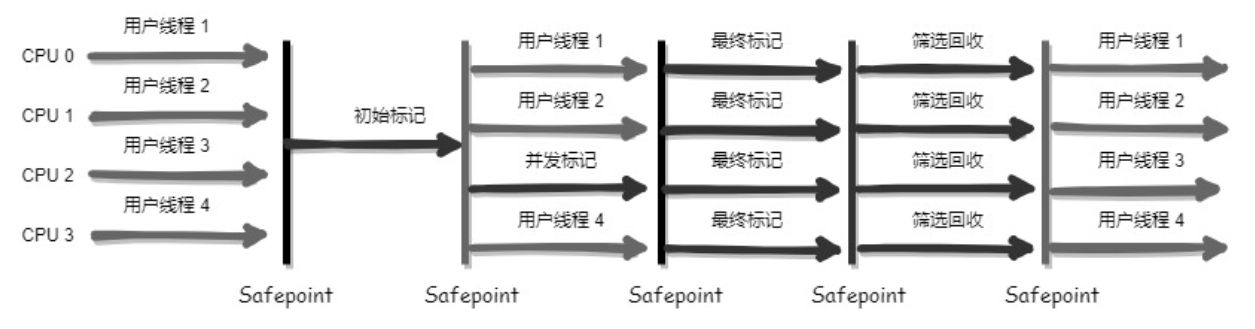 用户线程 1
CPU 0
用户线程 2
CPU 1
用户线程 3
CPU 2
用户线程 4
CPU 3
初始标记
用户线程 1
用户线程 2
并发标记
用户线程 4
最终标记
最终标记
最终标记
最终标记
筛选回收
筛选回收
筛选回收
筛选回收
用户线程 1
用户线程 2
用户线程 3
用户线程 4
Safepoint Safepoint Safepoint Safepoint Safepoint